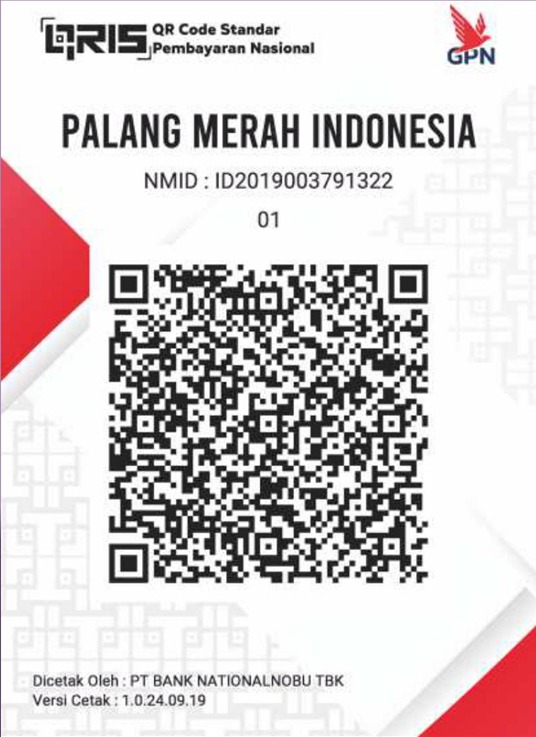 QRIS QR Code Standar
Pembayaran Nasional
GPN
PALANG MERAH INDONESIA
NMID : ID2019003791322
01
Dicetak Oleh : PT BANK NATIONALNOBU TBK
Versi Cetak : 1.0.24.09.19